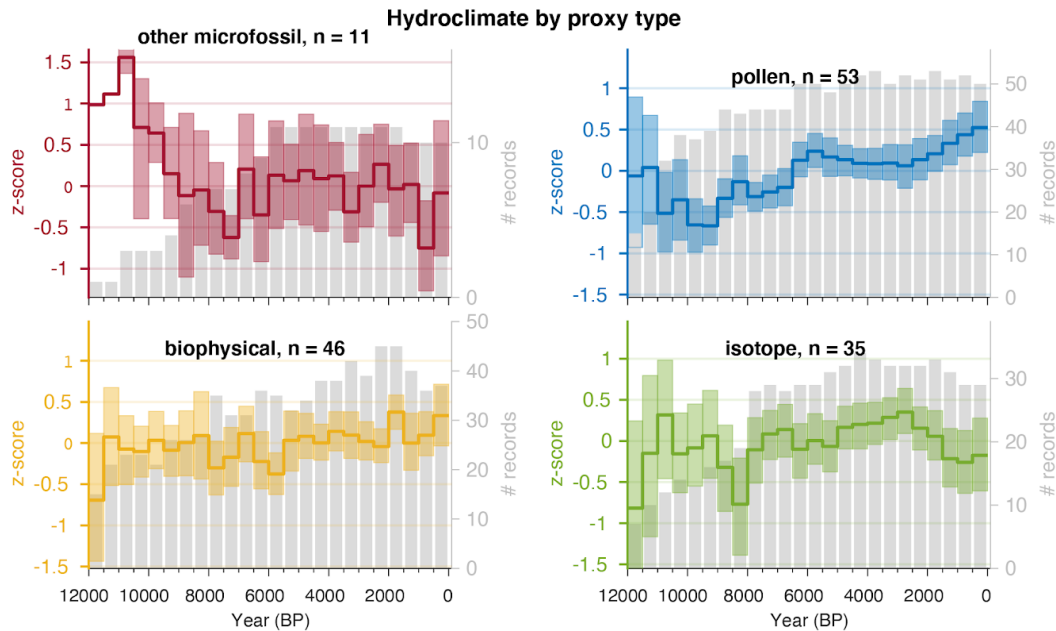 Hydroclimate by proxy type
other microfossil, n = 11
1.5
1
0.5
0
-0.5
-1
z-score
10
0
# records
pollen, n = 53
1
0.5
0
-0.5
-1
-1.5
z-score
50
40
30
20
10
0
# records
biophysical, n = 46
1
0.5
0
-0.5
-1
-1.5
z-score
50
40
30
20
10
0
# records
12000 10000 8000 6000 4000 2000 0
Year (BP)
isotope, n = 35
1
0.5
0
-0.5
-1
-1.5
z-score
30
20
10
0
# records
12000 10000 8000 6000 4000 2000 0
Year (BP)